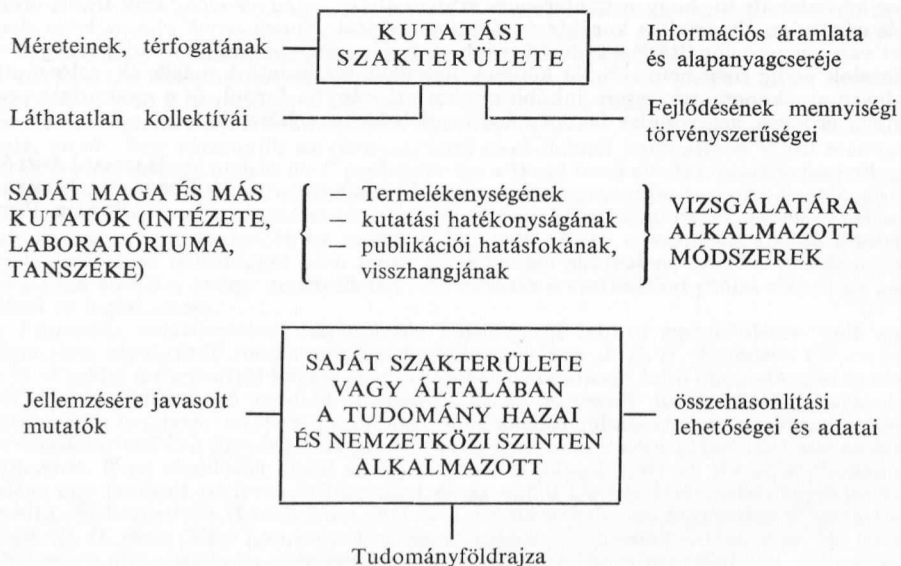 KUTATÁSI
SZAKTERÜLETE
Méreteinek, térfogatának
Láthatatlan kollektívái
Információs áramlata
és alapanyagcseréje
Fejlődésének mennyiségi
törvényszerűségei
SAJÁT MAGA ÉS MÁS
KUTATÓK (INTÉZETE,
LABORATÓRIUMA,
TANSZÉKE)
— Termelékenységének
— kutatási hatékonyságának
— publikációi hatásfokának,
visszhangjának
VIZSGÁLATÁRA
ALKALMAZOTT
MÓDSZEREK
Jellemzésére javasolt
mutatók
SAJÁT SZAKTERÜLETE
VAGY ÁLTALÁBAN
A TUDOMÁNY HAZAI
ÉS NEMZETKÖZI SZINTEN
ALKALMAZOTT
összehasonlítási
lehetőségei és adatai
Tudományföldrajza